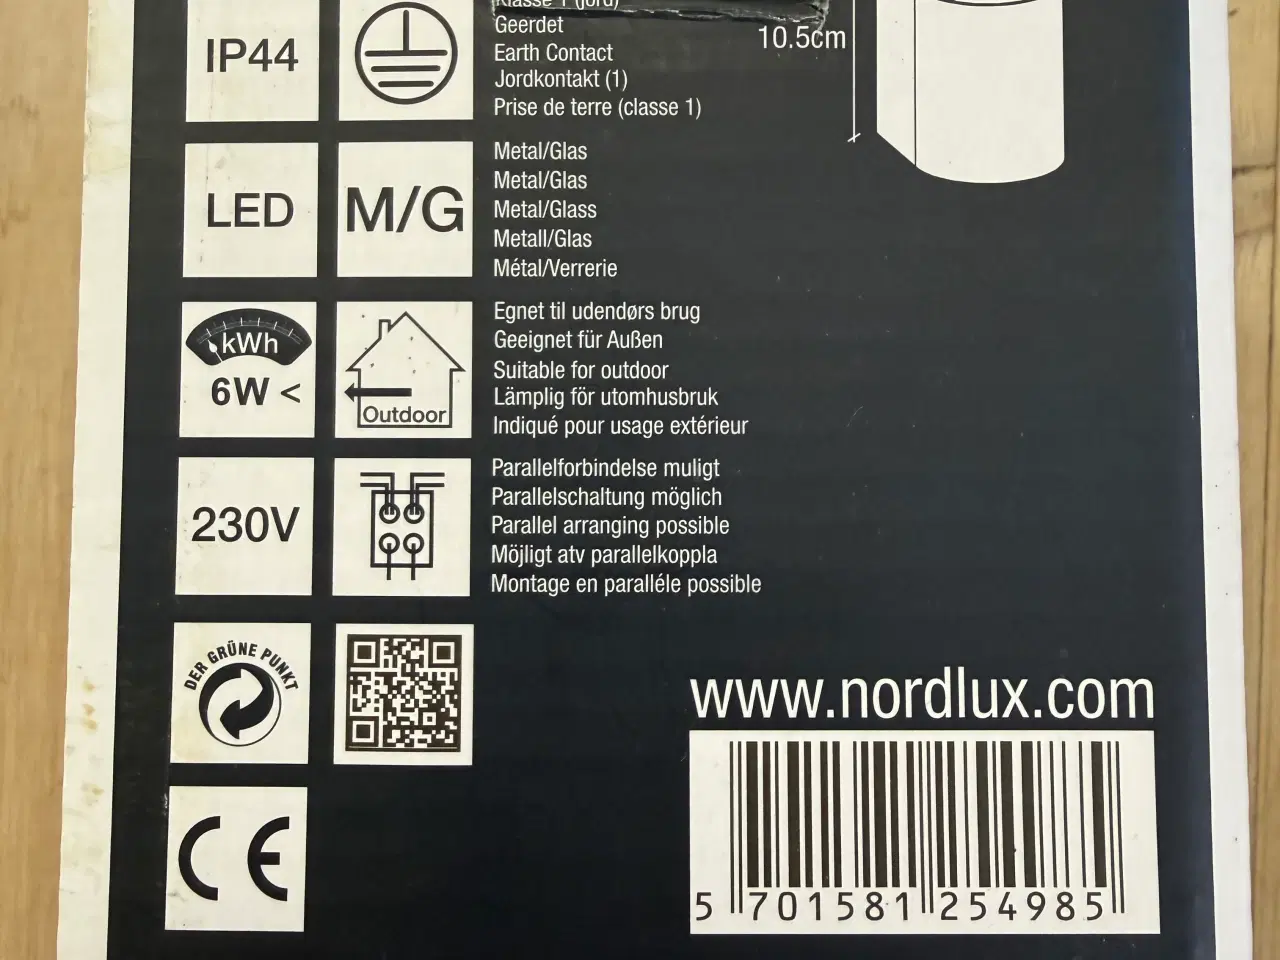 Klasse 1 (jord)
IP44
Geerdet
Earth Contact
Jordkontakt (1)
Prise de terre (classe 1)
10.5cm
LED
M/G
Metal/Glas
Metal/Glas
Metal/Glass
Metall/Glas
Métal/Verrerie
kWh
6W <
Outdoor
Egnet til udendørs brug
Geeignet für Außen
Suitable for outdoor
Lämplig för utomhusbruk
Indiqué pour usage extérieur
230V
Parallelforbindelse muligt
Parallelschaltung möglich
Parallel arranging possible
Möjligt atv parallelkoppla
Montage en paralléle possible
DER GRÜNE PUNKT
www.nordlux.com
CE
5 701581 254985